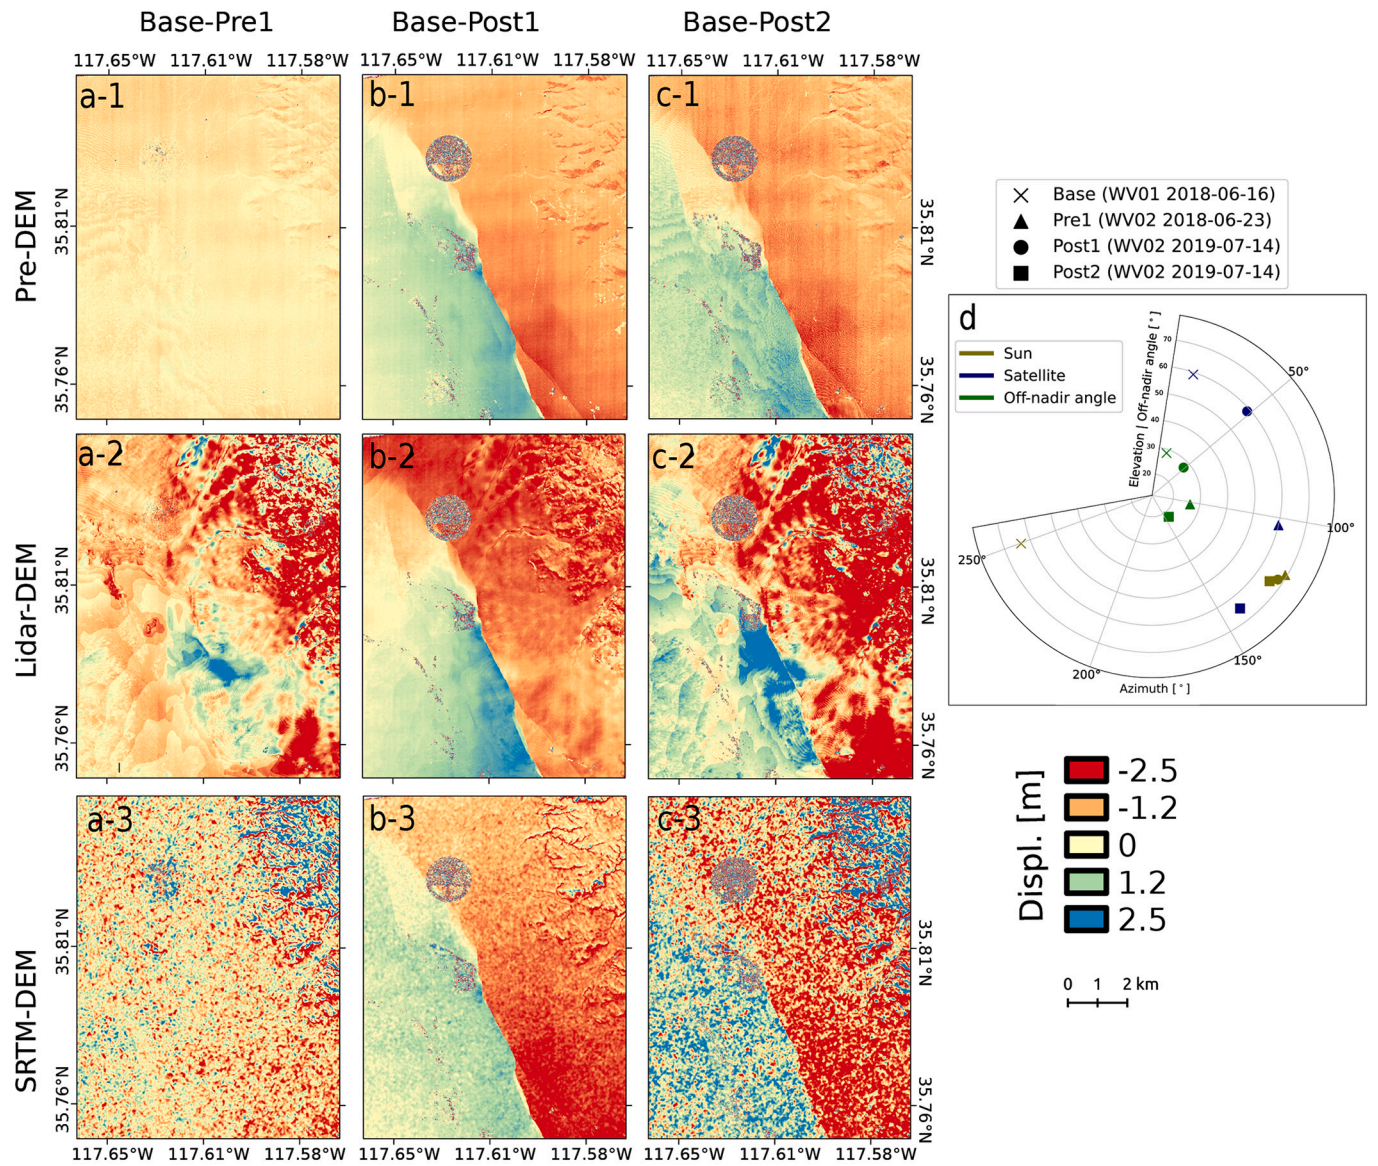 Base-Pre1 Base-Post1 Base-Post2
117.65°W 117.61°W 117.58°W 117.65°W 117.61°W 117.58°W 117.65°W 117.61°W 117.58°W
a-1 b-1 c-1
Pre-DEM
35.81°N
35.76°N
35.81°N
35.76°N
a-2 b-2 c-2
Lidar-DEM
35.81°N
35.76°N
35.81°N
35.76°N
a-3 b-3 c-3
SRTM-DEM
35.81°N
35.76°N
35.81°N
35.76°N
117.65°W 117.61°W 117.58°W 117.65°W 117.61°W 117.58°W 117.65°W 117.61°W 117.58°W
Base (WV01 2018-06-16)
Pre1 (WV02 2018-06-23)
Post1 (WV02 2019-07-14)
Post2 (WV02 2019-07-14)
d
Sun
Satellite
Off-nadir angle
Elevation | Off-nadir angle [°]
70
60
50
40
30
20
50°
100°
150°
200°
250°
Azimuth [°]
Displ. [m]
-2.5
-1.2
0
1.2
2.5
0 1 2 km